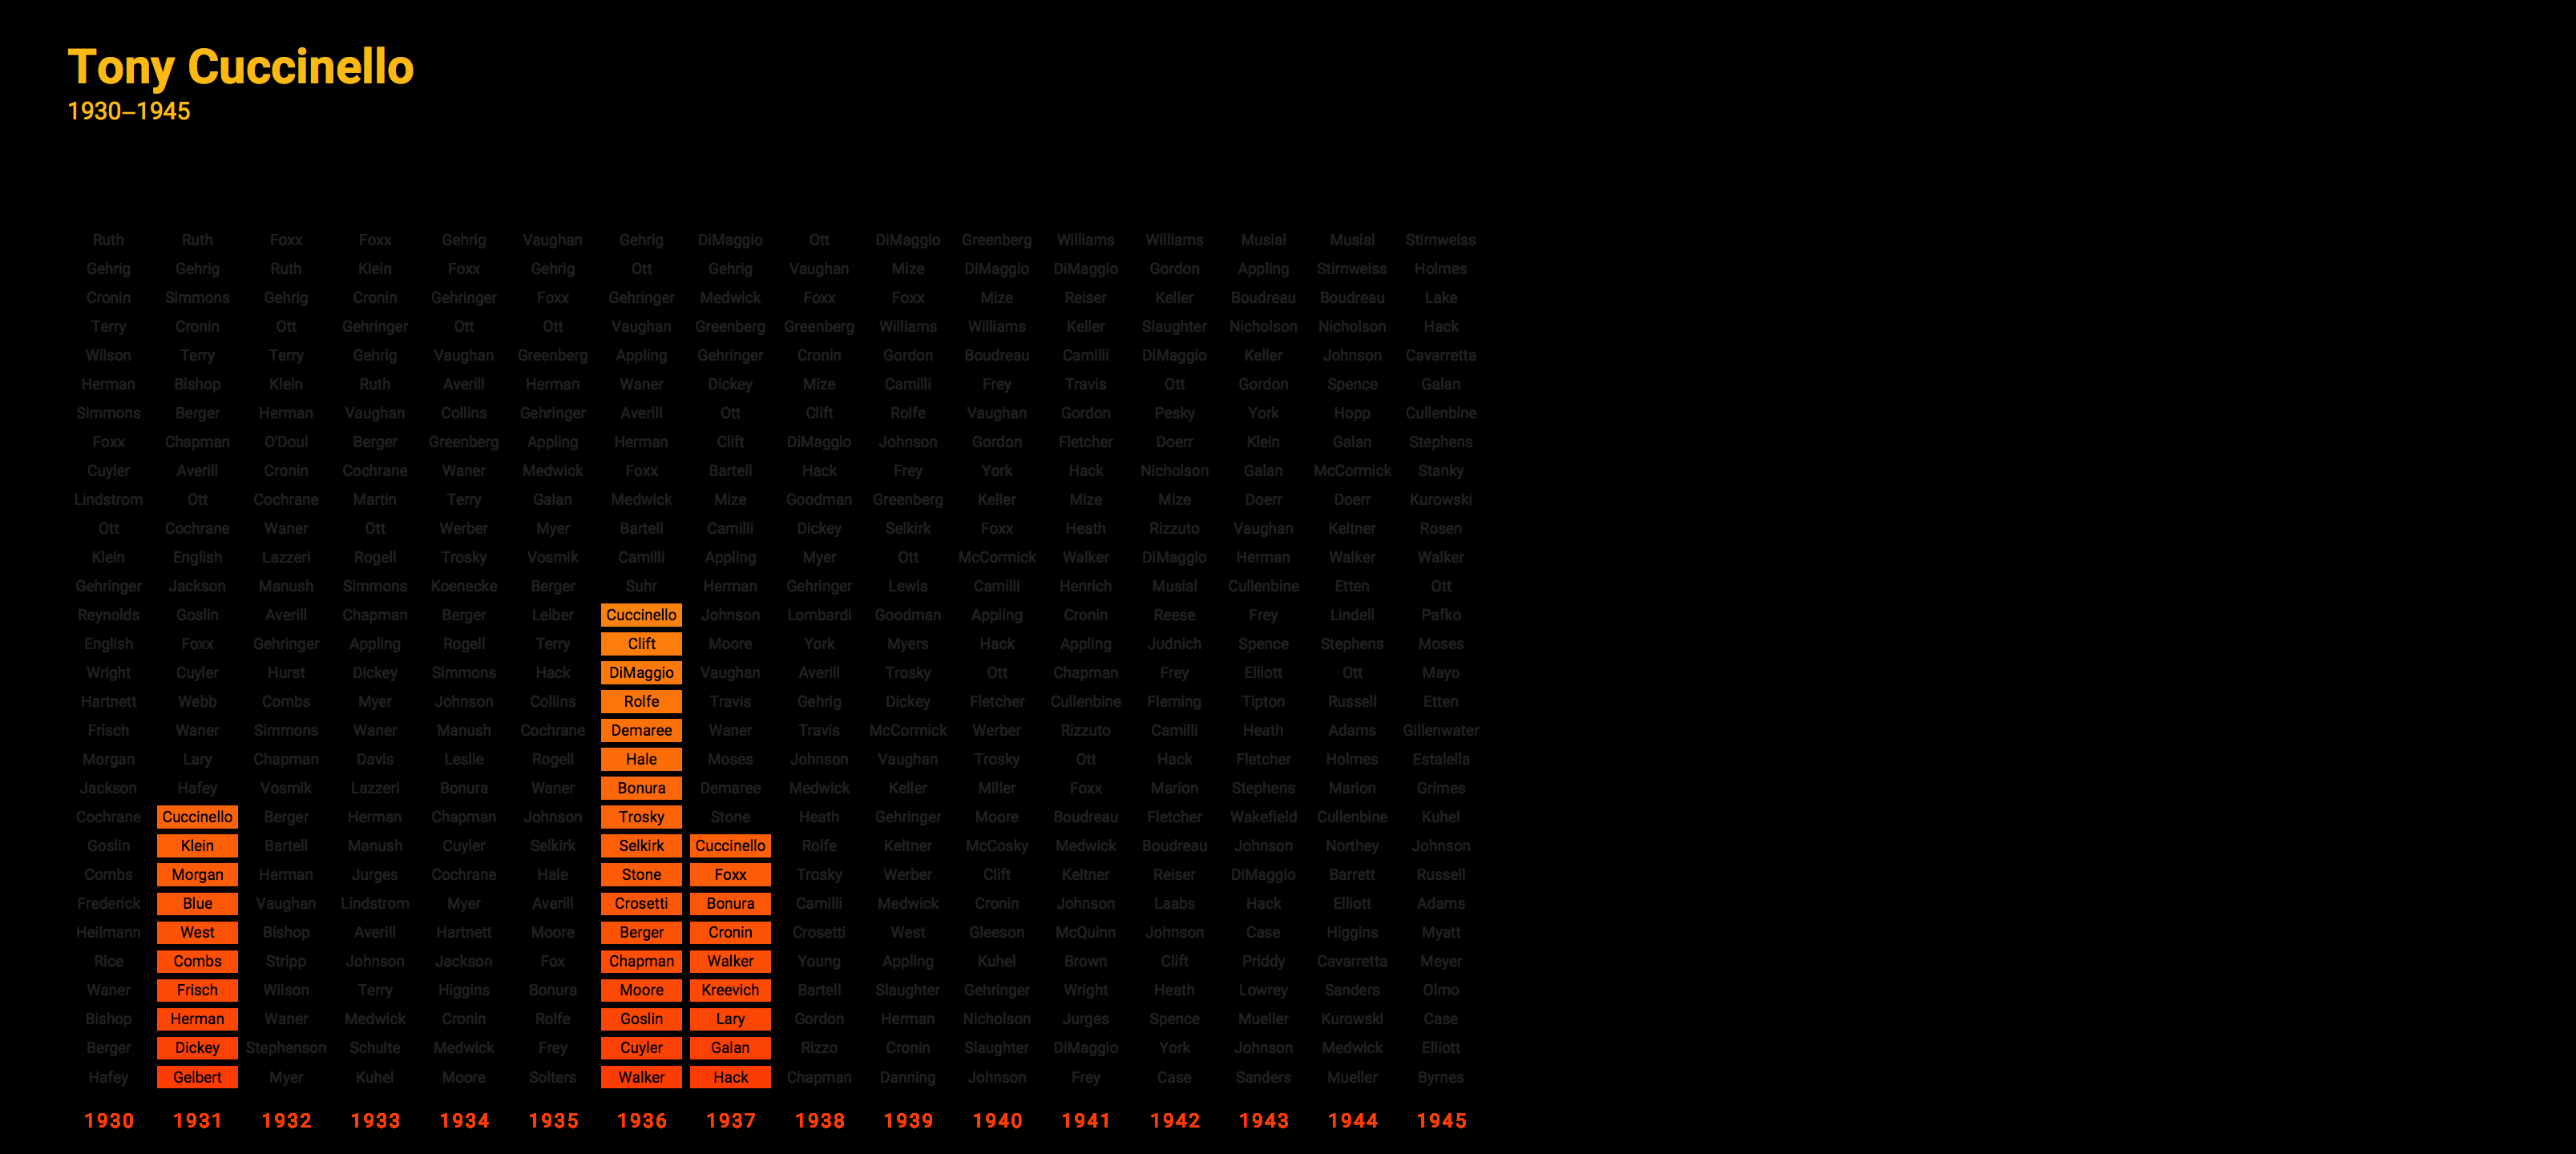 Tony Cuccinello
1930–1945
Ruth Ruth Foxx Foxx Gehrig Vaughan Gehrig DiMaggio Ott DiMaggio Greenberg Williams Williams Musial Musial Stirnweiss
Gehrig Gehrig Ruth Klein Foxx Gehrig Ott Gehrig Vaughan Mize DiMaggio DiMaggio Gordon Appling Stirnweiss Holmes
Cronin Simmons Gehrig Cronin Gehringer Foxx Gehringer Medwick Foxx Foxx Mize Reiser Keller Boudreau Boudreau Lake
Terry Cronin Ott Gehringer Ott Ott Vaughan Greenberg Greenberg Williams Williams Keller Slaughter Nicholson Nicholson Hack
Wilson Terry Terry Gehrig Vaughan Greenberg Appling Gehringer Cronin Gordon Boudreau Camilli DiMaggio Keller Johnson Cavarretta
Herman Bishop Klein Ruth Averill Herman Waner Dickey Mize Camilli Frey Travis Ott Gordon Spence Galan
Simmons Berger Herman Vaughan Collins Gehringer Averill Ott Clift Rolfe Vaughan Gordon Pesky York Hopp Cullenbine
Foxx Chapman O'Doul Berger Greenberg Appling Herman Clift DiMaggio Johnson Gordon Fletcher Doerr Klein Galan Stephens
Cuyler Averill Cronin Cochrane Waner Medwick Foxx Bartell Hack Frey York Hack Nicholson Galan McCormick Stanky
Lindstrom Ott Cochrane Martin Terry Galan Medwick Mize Goodman Greenberg Keller Mize Mize Doerr Doerr Kurowski
Ott Cochrane Waner Ott Werber Myer Bartell Camilli Dickey Selkirk Foxx Heath Rizzuto Vaughan Keltner Rosen
Klein English Lazzeri Rogell Trosky Vosmik Camilli Appling Myer Ott McCormick Walker DiMaggio Herman Walker Walker
Gehringer Jackson Manush Simmons Koenecke Berger Suhr Herman Gehringer Lewis Camilli Henrich Musial Cullenbine Etten Ott
Reynolds Goslin Averill Chapman Berger Leiber Cuccinello Johnson Lombardi Goodman Appling Cronin Reese Frey Lindell Pafko
English Foxx Gehringer Appling Rogell Terry Clift Moore York Myers Hack Appling Judnich Spence Stephens Moses
Wright Cuyler Hurst Dickey Simmons Hack DiMaggio Vaughan Averill Trosky Ott Chapman Frey Elliott Ott Mayo
Hartnett Webb Combs Myer Johnson Collins Rolfe Travis Gehrig Dickey Fletcher Cullenbine Fleming Tipton Russell Etten
Frisch Waner Simmons Waner Manush Cochrane Demaree Waner Travis McCormick Werber Rizzuto Camilli Heath Adams Gillenwater
Morgan Lary Chapman Davis Leslie Rogell Hale Moses Johnson Vaughan Trosky Ott Hack Fletcher Holmes Estalella
Jackson Hafey Vosmik Lazzeri Bonura Waner Bonura Demaree Medwick Keller Miller Foxx Marion Stephens Marion Grimes
Cochrane Cuccinello Berger Herman Chapman Johnson Trosky Stone Heath Gehringer Moore Boudreau Fletcher Wakefield Cullenbine Kuhel
Goslin Klein Bartell Manush Cuyler Selkirk Selkirk Cuccinello Rolfe Keltner McCosky Medwick Boudreau Johnson Northey Johnson
Combs Morgan Herman Jurges Cochrane Hale Stone Foxx Trosky Werber Clift Keltner Reiser DiMaggio Barrett Russell
Frederick Blue Vaughan Lindstrom Myer Averill Crosetti Bonura Camilli Medwick Cronin Johnson Laabs Hack Elliott Adams
Heilmann West Bishop Averill Hartnett Moore Berger Cronin Crosetti West Gleeson McQuinn Johnson Case Higgins Myatt
Rice Combs Stripp Johnson Jackson Fox Chapman Walker Young Appling Kuhel Brown Clift Priddy Cavarretta Meyer
Waner Frisch Wilson Terry Higgins Bonura Moore Kreevich Bartell Slaughter Gehringer Wright Heath Lowrey Sanders Olmo
Bishop Herman Waner Medwick Cronin Rolfe Goslin Lary Gordon Herman Nicholson Jurges Spence Mueller Kurowski Case
Berger Dickey Stephenson Schulte Medwick Frey Cuyler Galan Rizzo Cronin Slaughter DiMaggio York Johnson Medwick Elliott
Hafey Gelbert Myer Kuhel Moore Solters Walker Hack Chapman Danning Johnson Frey Case Sanders Mueller Byrnes
1930 1931 1932 1933 1934 1935 1936 1937 1938 1939 1940 1941 1942 1943 1944 1945